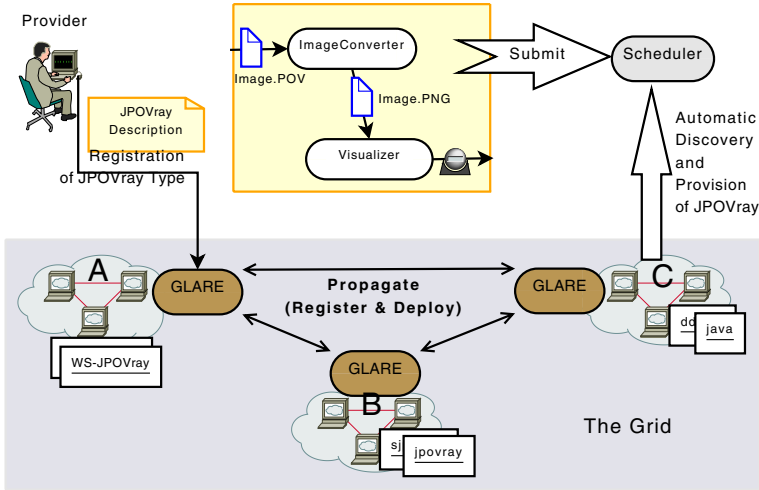 Provider
ImageConverter
Image.POV
Submit
Scheduler
Image.PNG
JPOVray
Description
Visualizer
Registration
of JPOVray Type
Automatic
Discovery
and
Provision
of JPOVray
A
GLARE
Propagate
(Register & Deploy)
GLARE
C
java
WS-JPOVray
GLARE
B
jpovray
The Grid